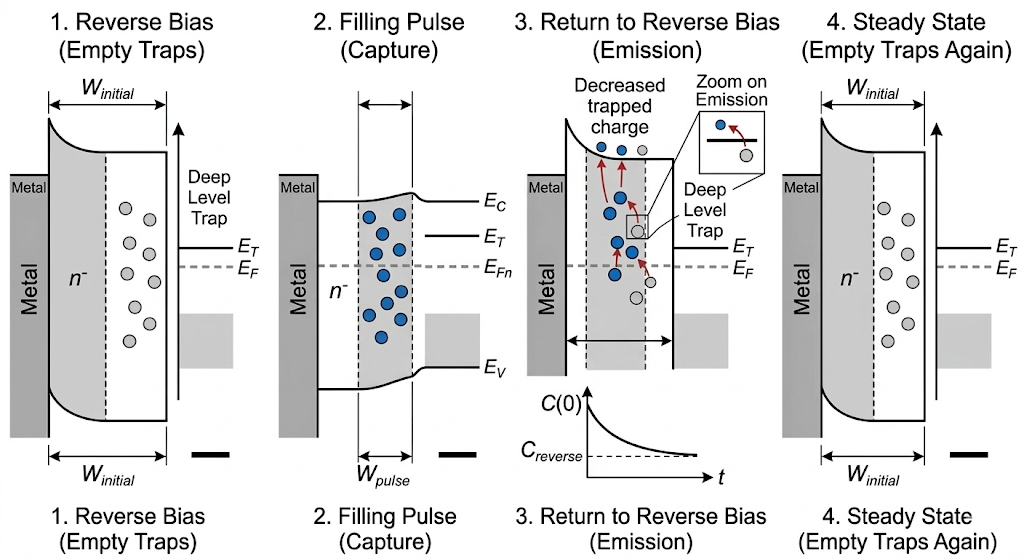 1. Reverse Bias
(Empty Traps)
2. Filling Pulse
(Capture)
3. Return to Reverse Bias
(Emission)
4. Steady State
(Empty Traps Again)
W_initial
Metal
Metal
n⁻
Deep
Level
Trap
E_T
E_F
W_initial
Metal
Metal
n⁻
E_C
E_T
E_Fn
E_V
W_pulse
Decreased
trapped
charge
Zoom on
Emission
Metal
Metal
Deep
Level
Trap
E_T
E_F
C(0)
C_reverse
t
W_initial
Metal
Metal
n⁻
E_T
E_F
W_initial
1. Reverse Bias
(Empty Traps)
2. Filling Pulse
(Capture)
3. Return to Reverse Bias
(Emission)
4. Steady State
(Empty Traps Again)